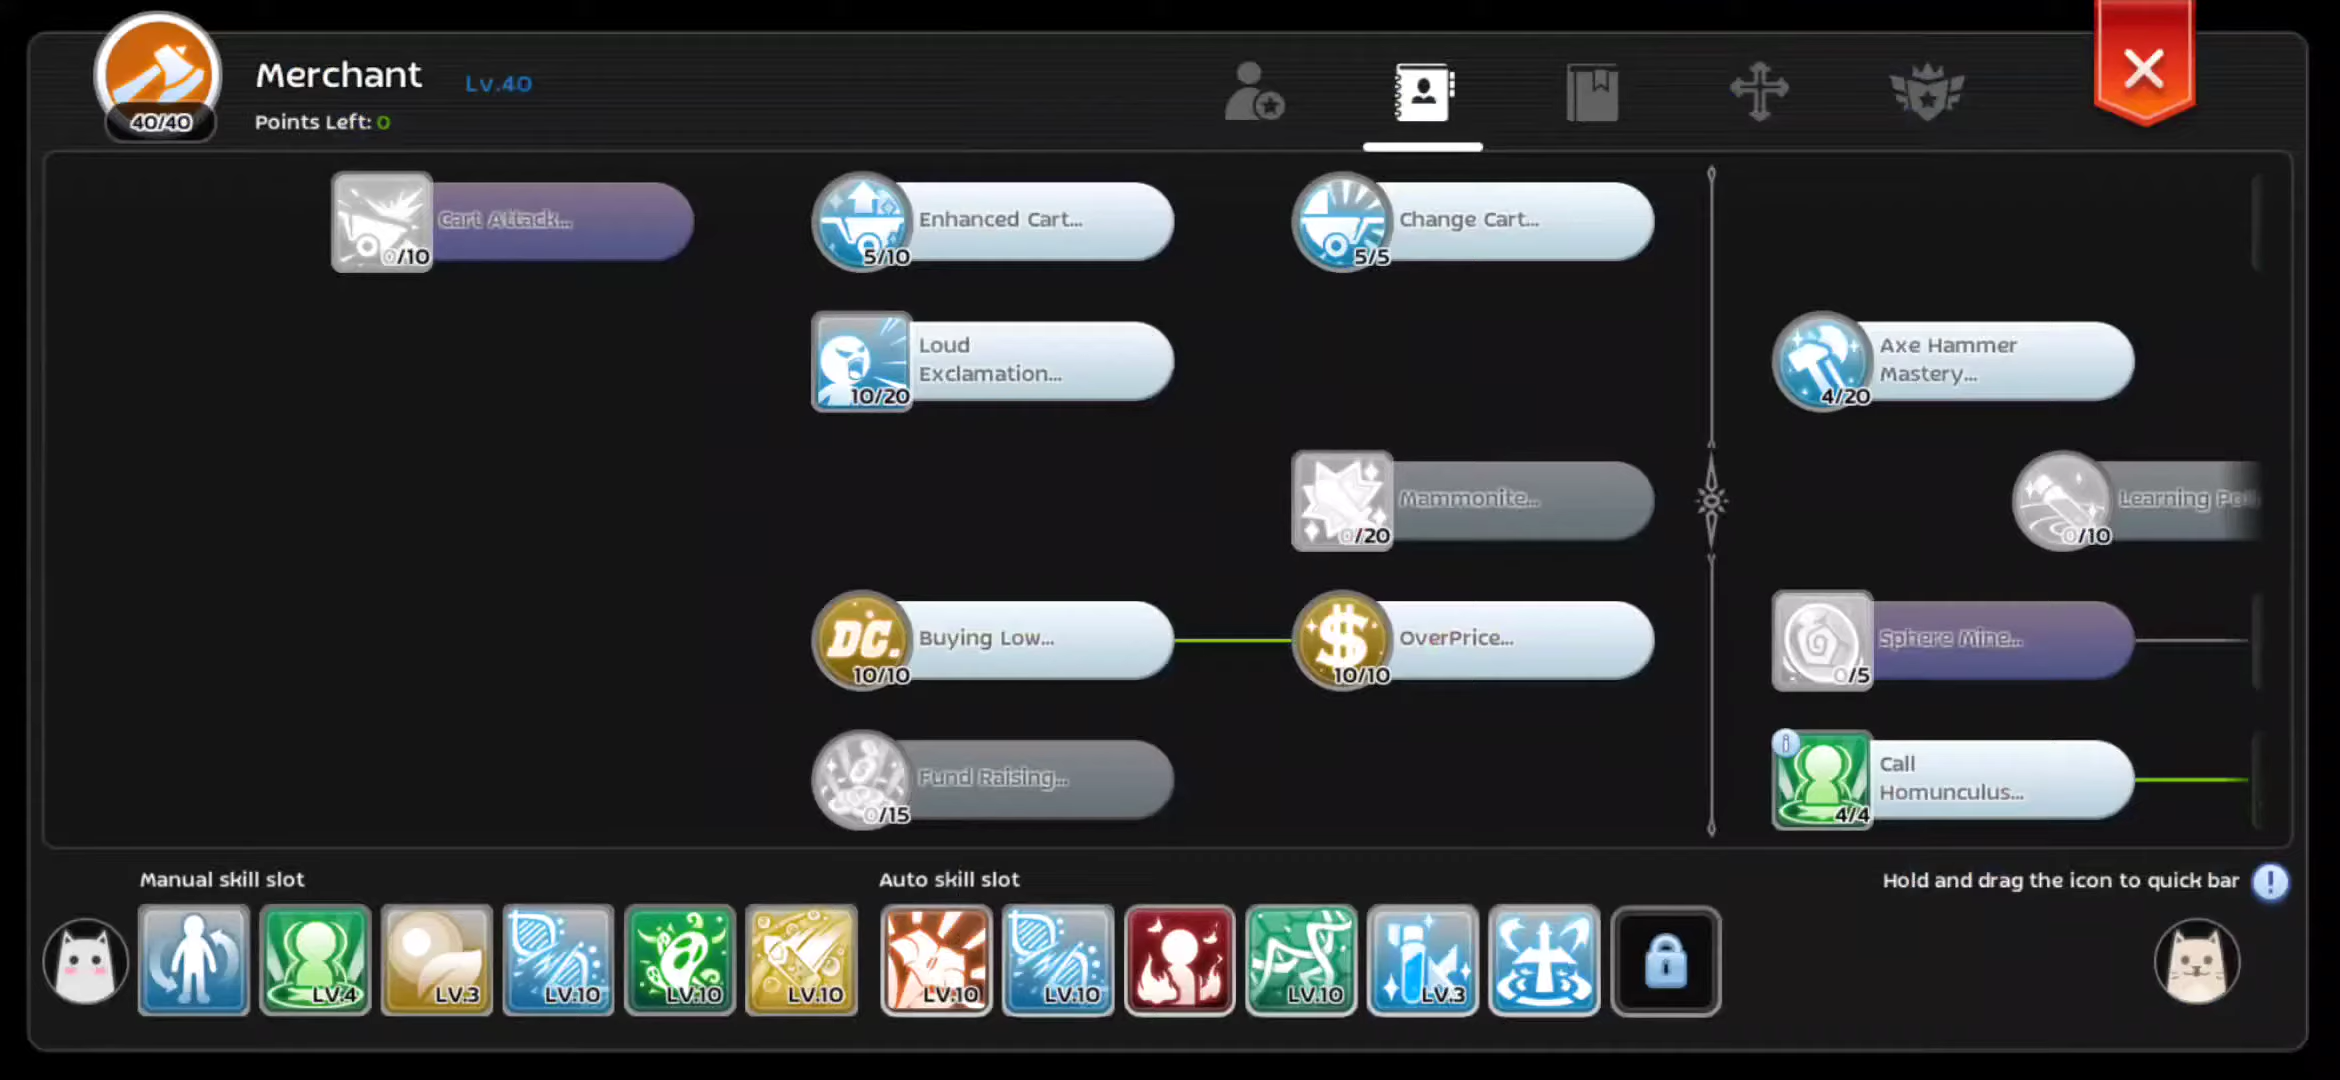 Merchant Lv.40
40/40
Points Left: 0
Cart Attack...
0/10
Enhanced Cart...
5/10
Change Cart...
5/5
Loud
Exclamation...
10/20
Axe Hammer
Mastery...
4/20
Mammonite...
0/20
Learning
0/10
Buying Low...
10/10
OverPrice...
10/10
Sphere Mine...
0/5
Fund Raising...
0/15
Call
Homunculus...
4/4
Manual skill slot
Auto skill slot
Hold and drag the icon to quick bar
LV.4
LV.3
LV.10
LV.10
LV.10
LV.10
LV.10
LV.10
LV.3
DC.
$